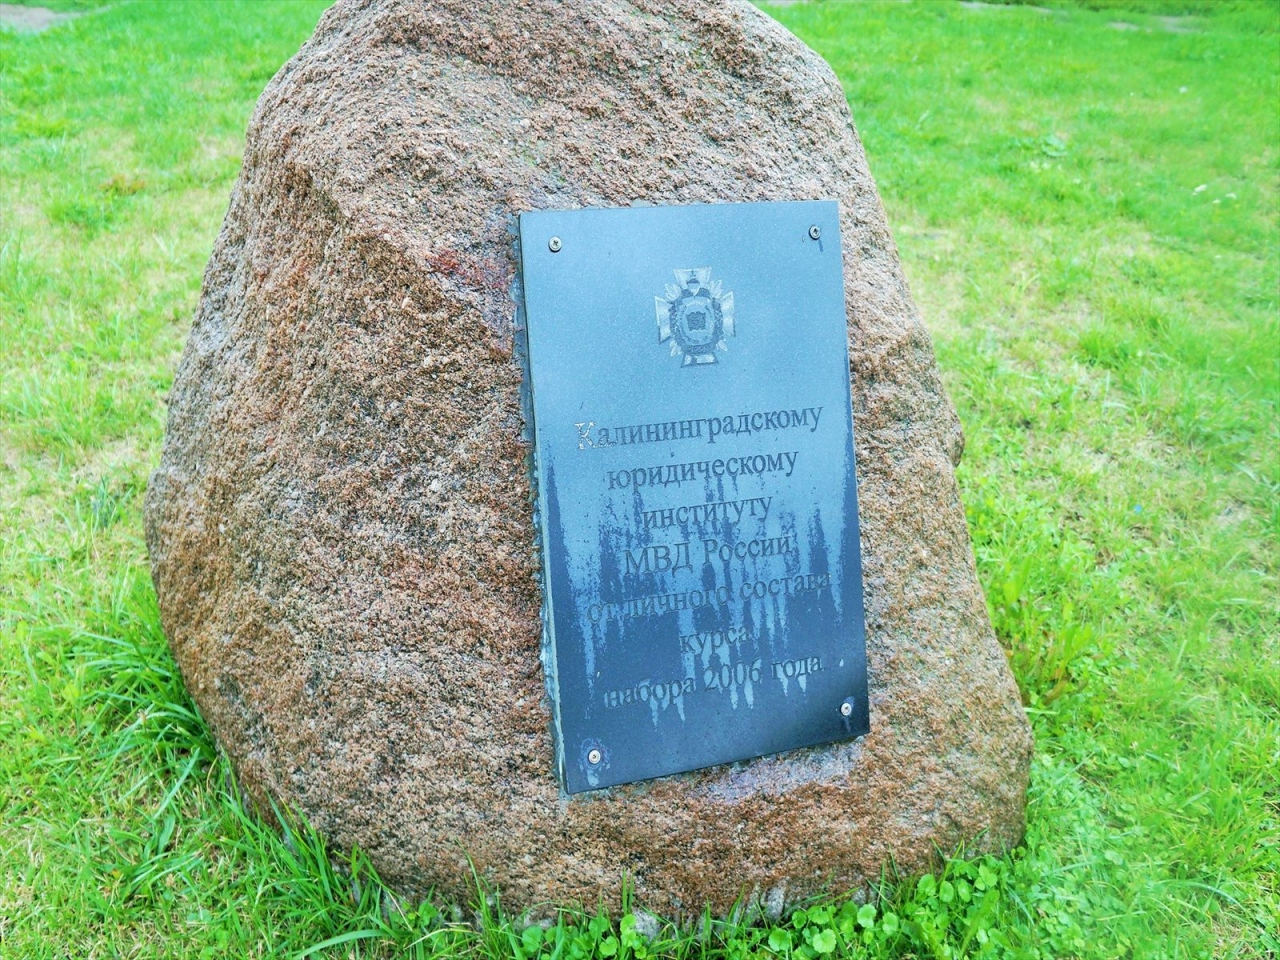 Калининградскому
юридическому
институту
МВД России
от личного состава
курса
набора 2006 года